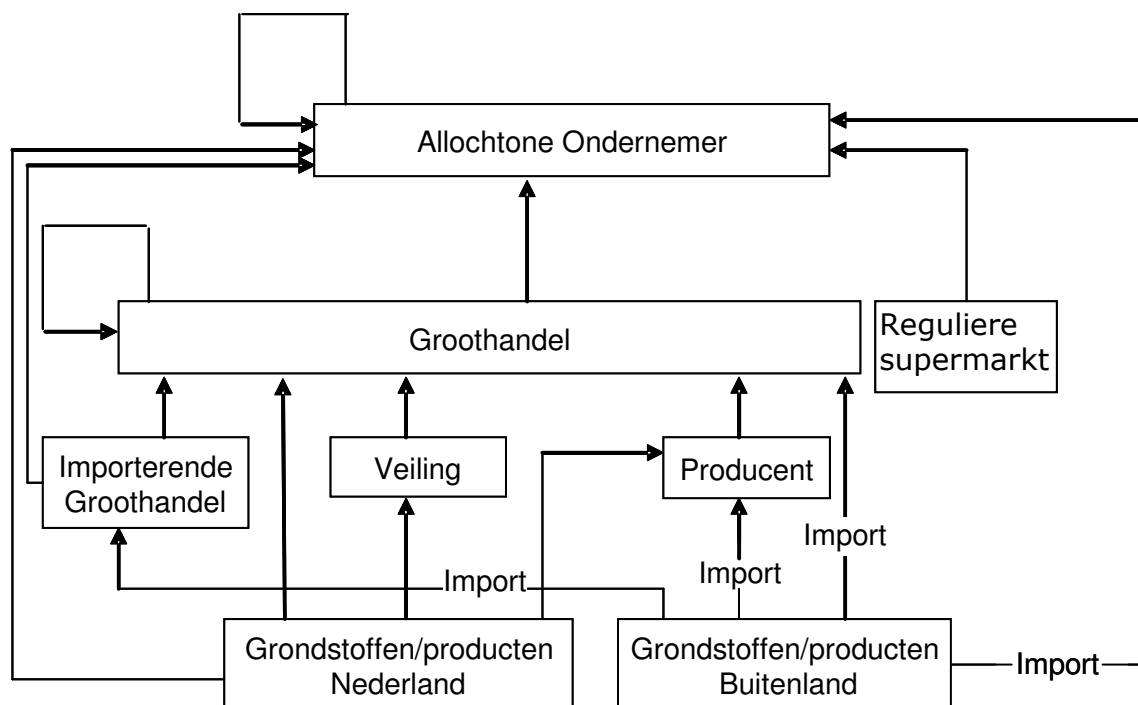 Allochtone Ondernemer
Groothandel
Reguliere
supermarkt
Importerende
Groothandel
Veiling
Producent
Import
Import
Import
Grondstoffen/producten
Nederland
Grondstoffen/producten
Buitenland
Import